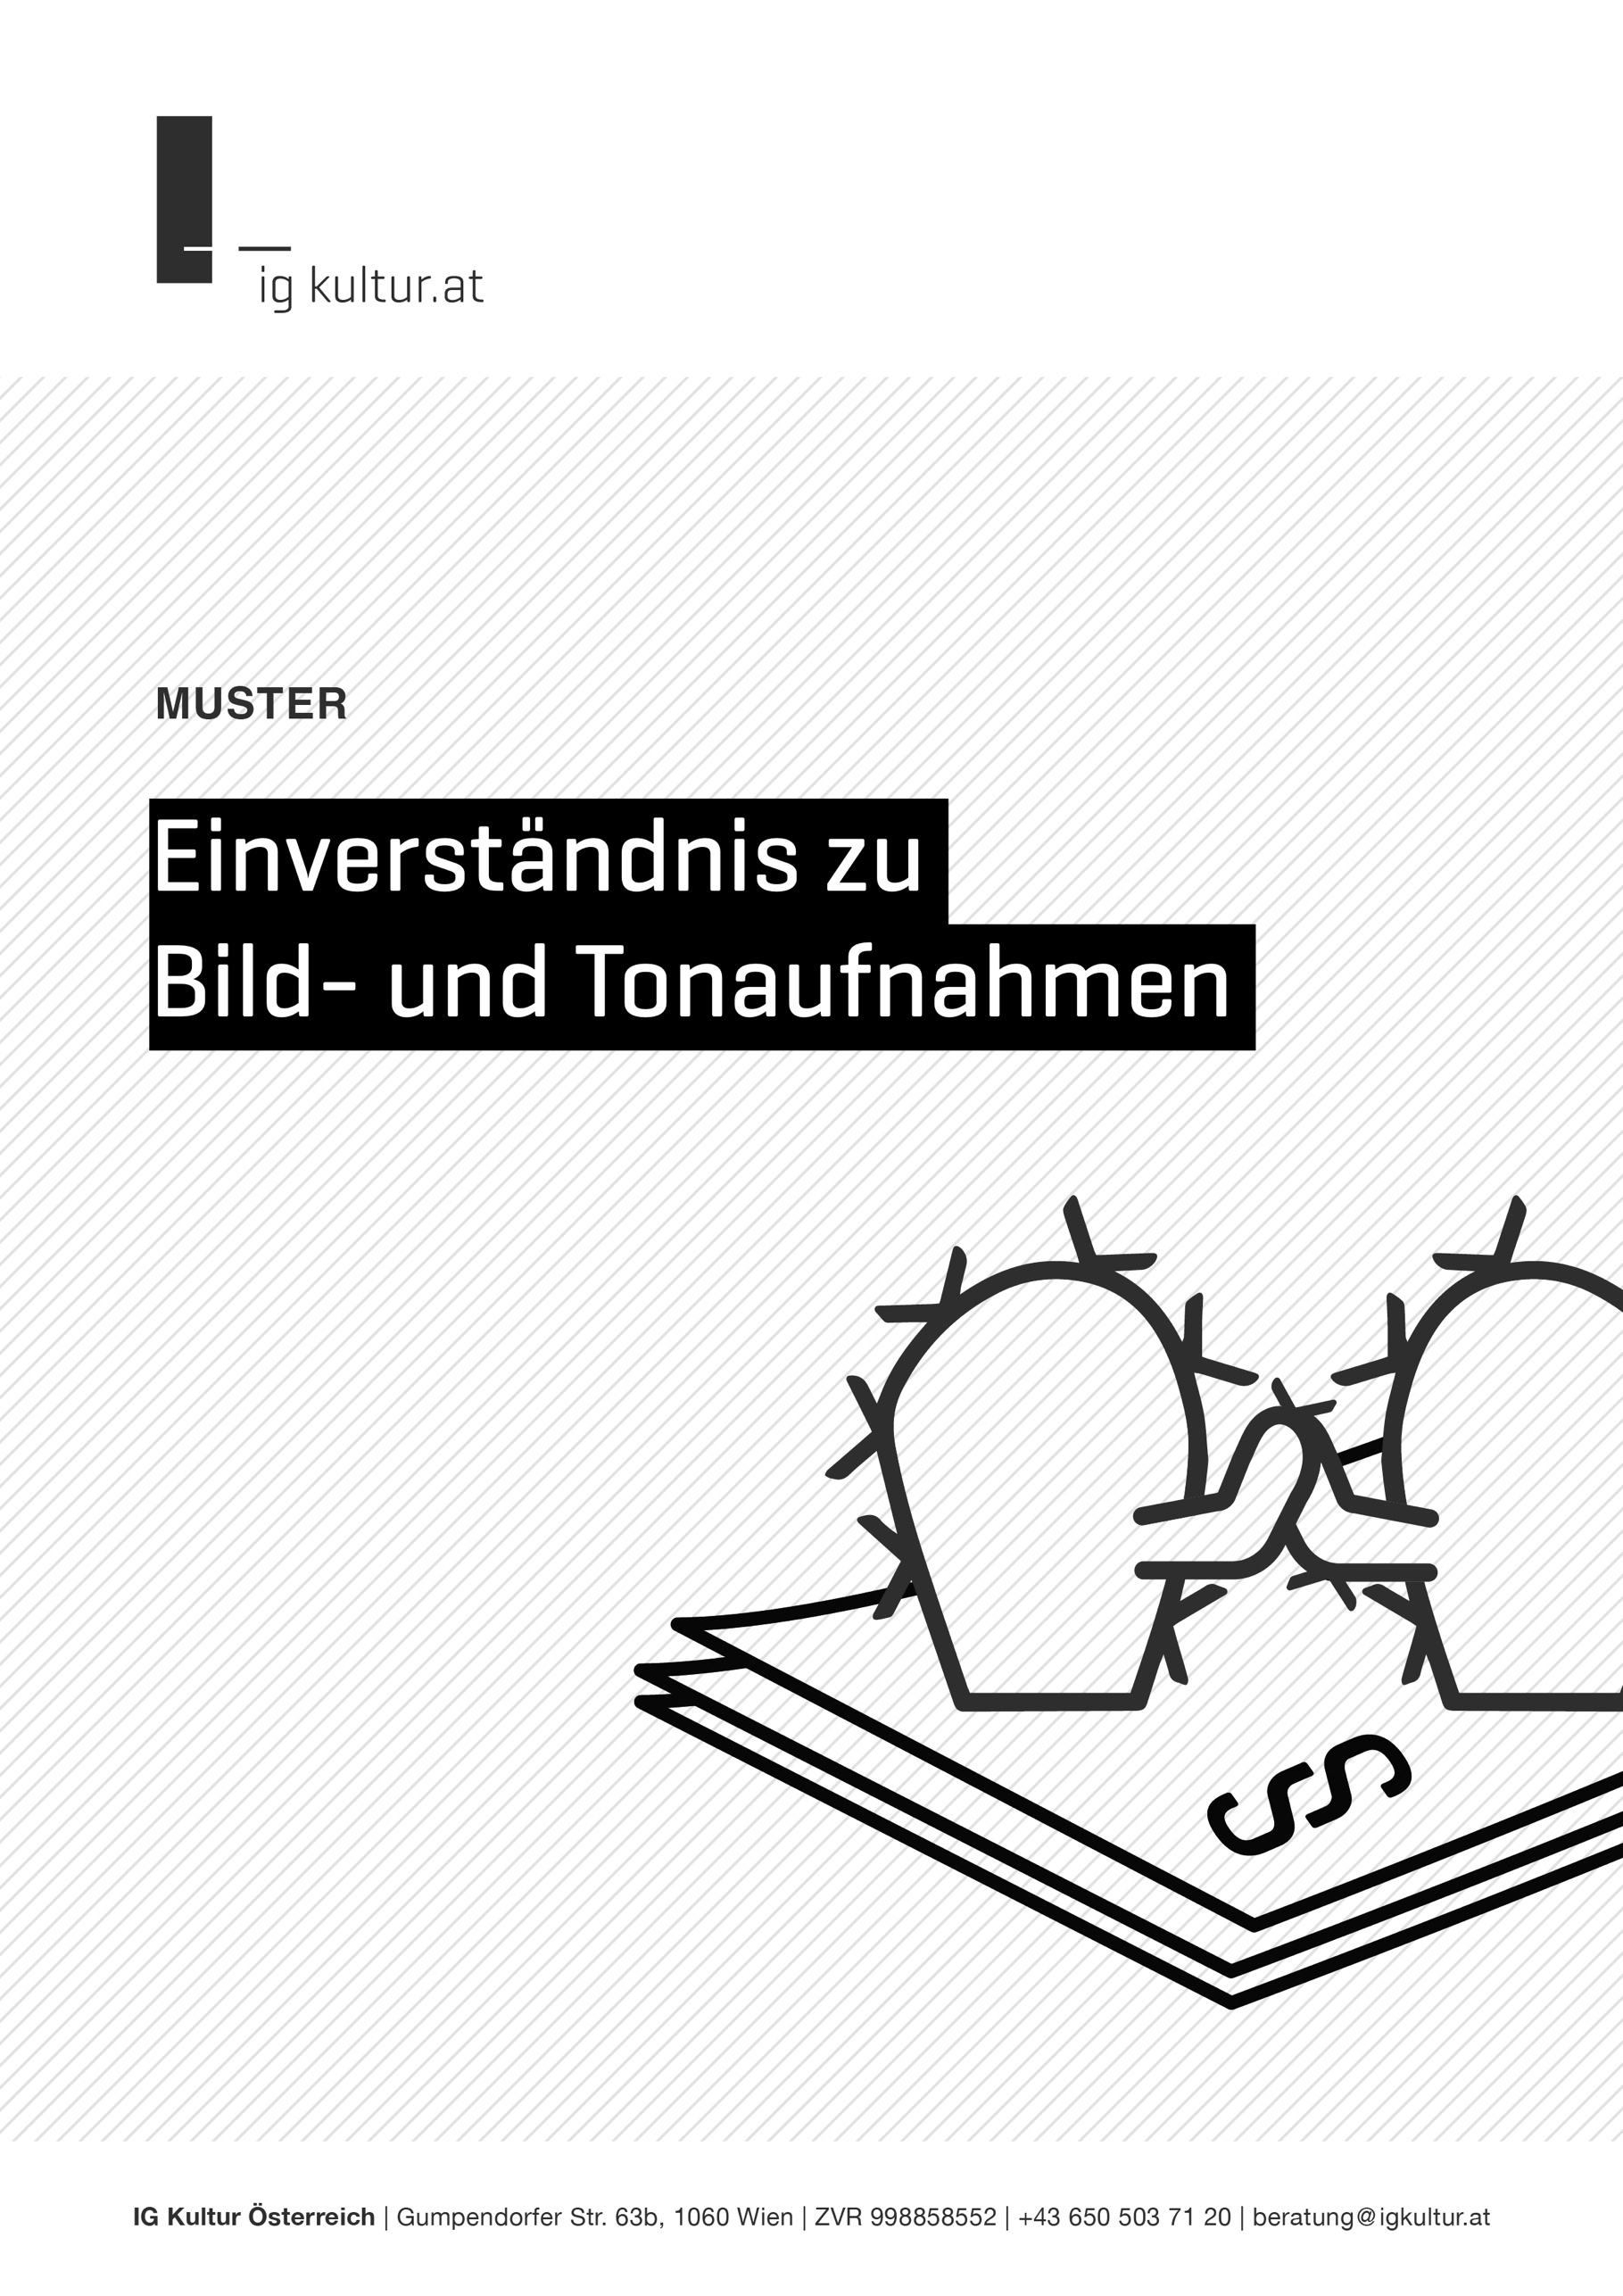 ig kultur.at
MUSTER
Einverständnis zu
Bild- und Tonaufnahmen
§
IG Kultur Österreich | Gumpendorfer Str. 63b, 1060 Wien | ZVR 998858552 | +43 650 503 71 20 | beratung@igkultur.at